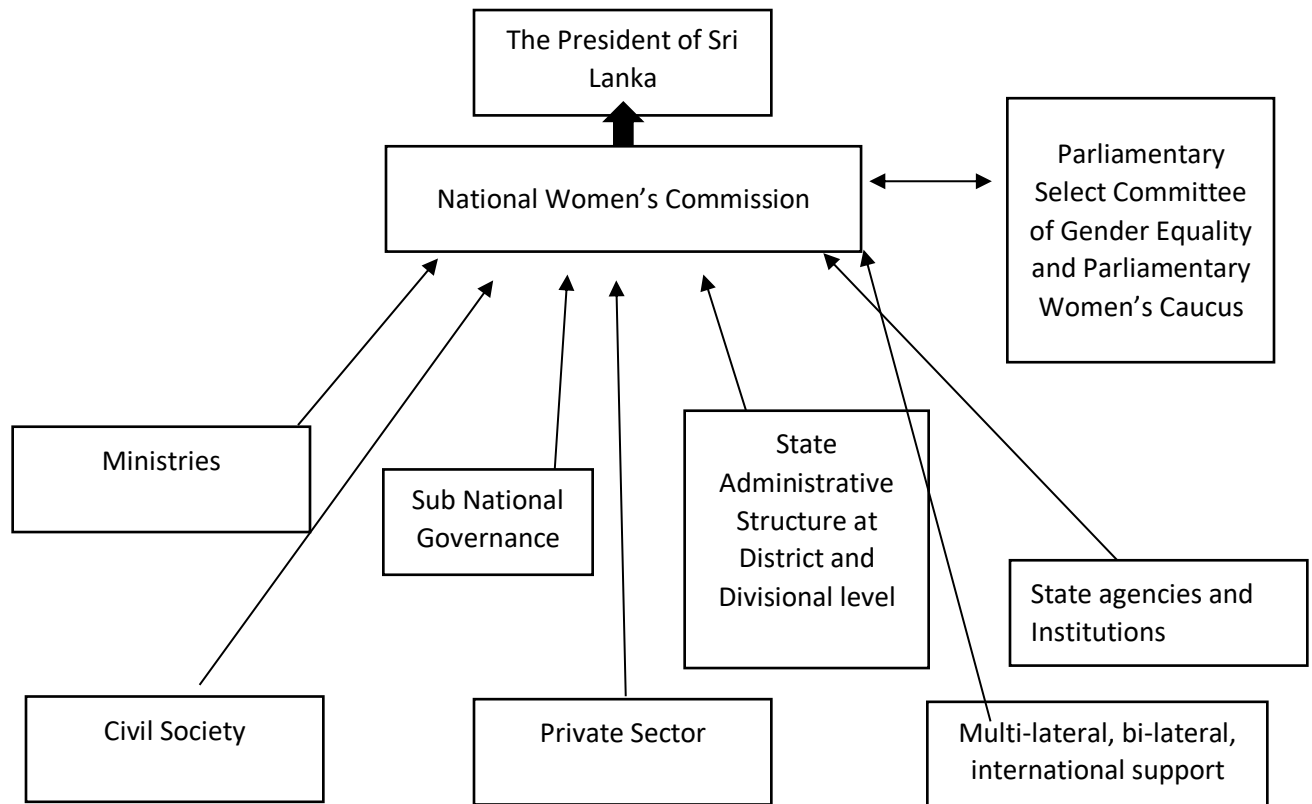 The President of Sri
Lanka
National Women’s Commission
Parliamentary
Select Committee
of Gender Equality
and Parliamentary
Women’s Caucus
Ministries
Sub National
Governance
State
Administrative
Structure at
District and
Divisional level
State agencies and
Institutions
Civil Society
Private Sector
Multi-lateral, bi-lateral,
international support